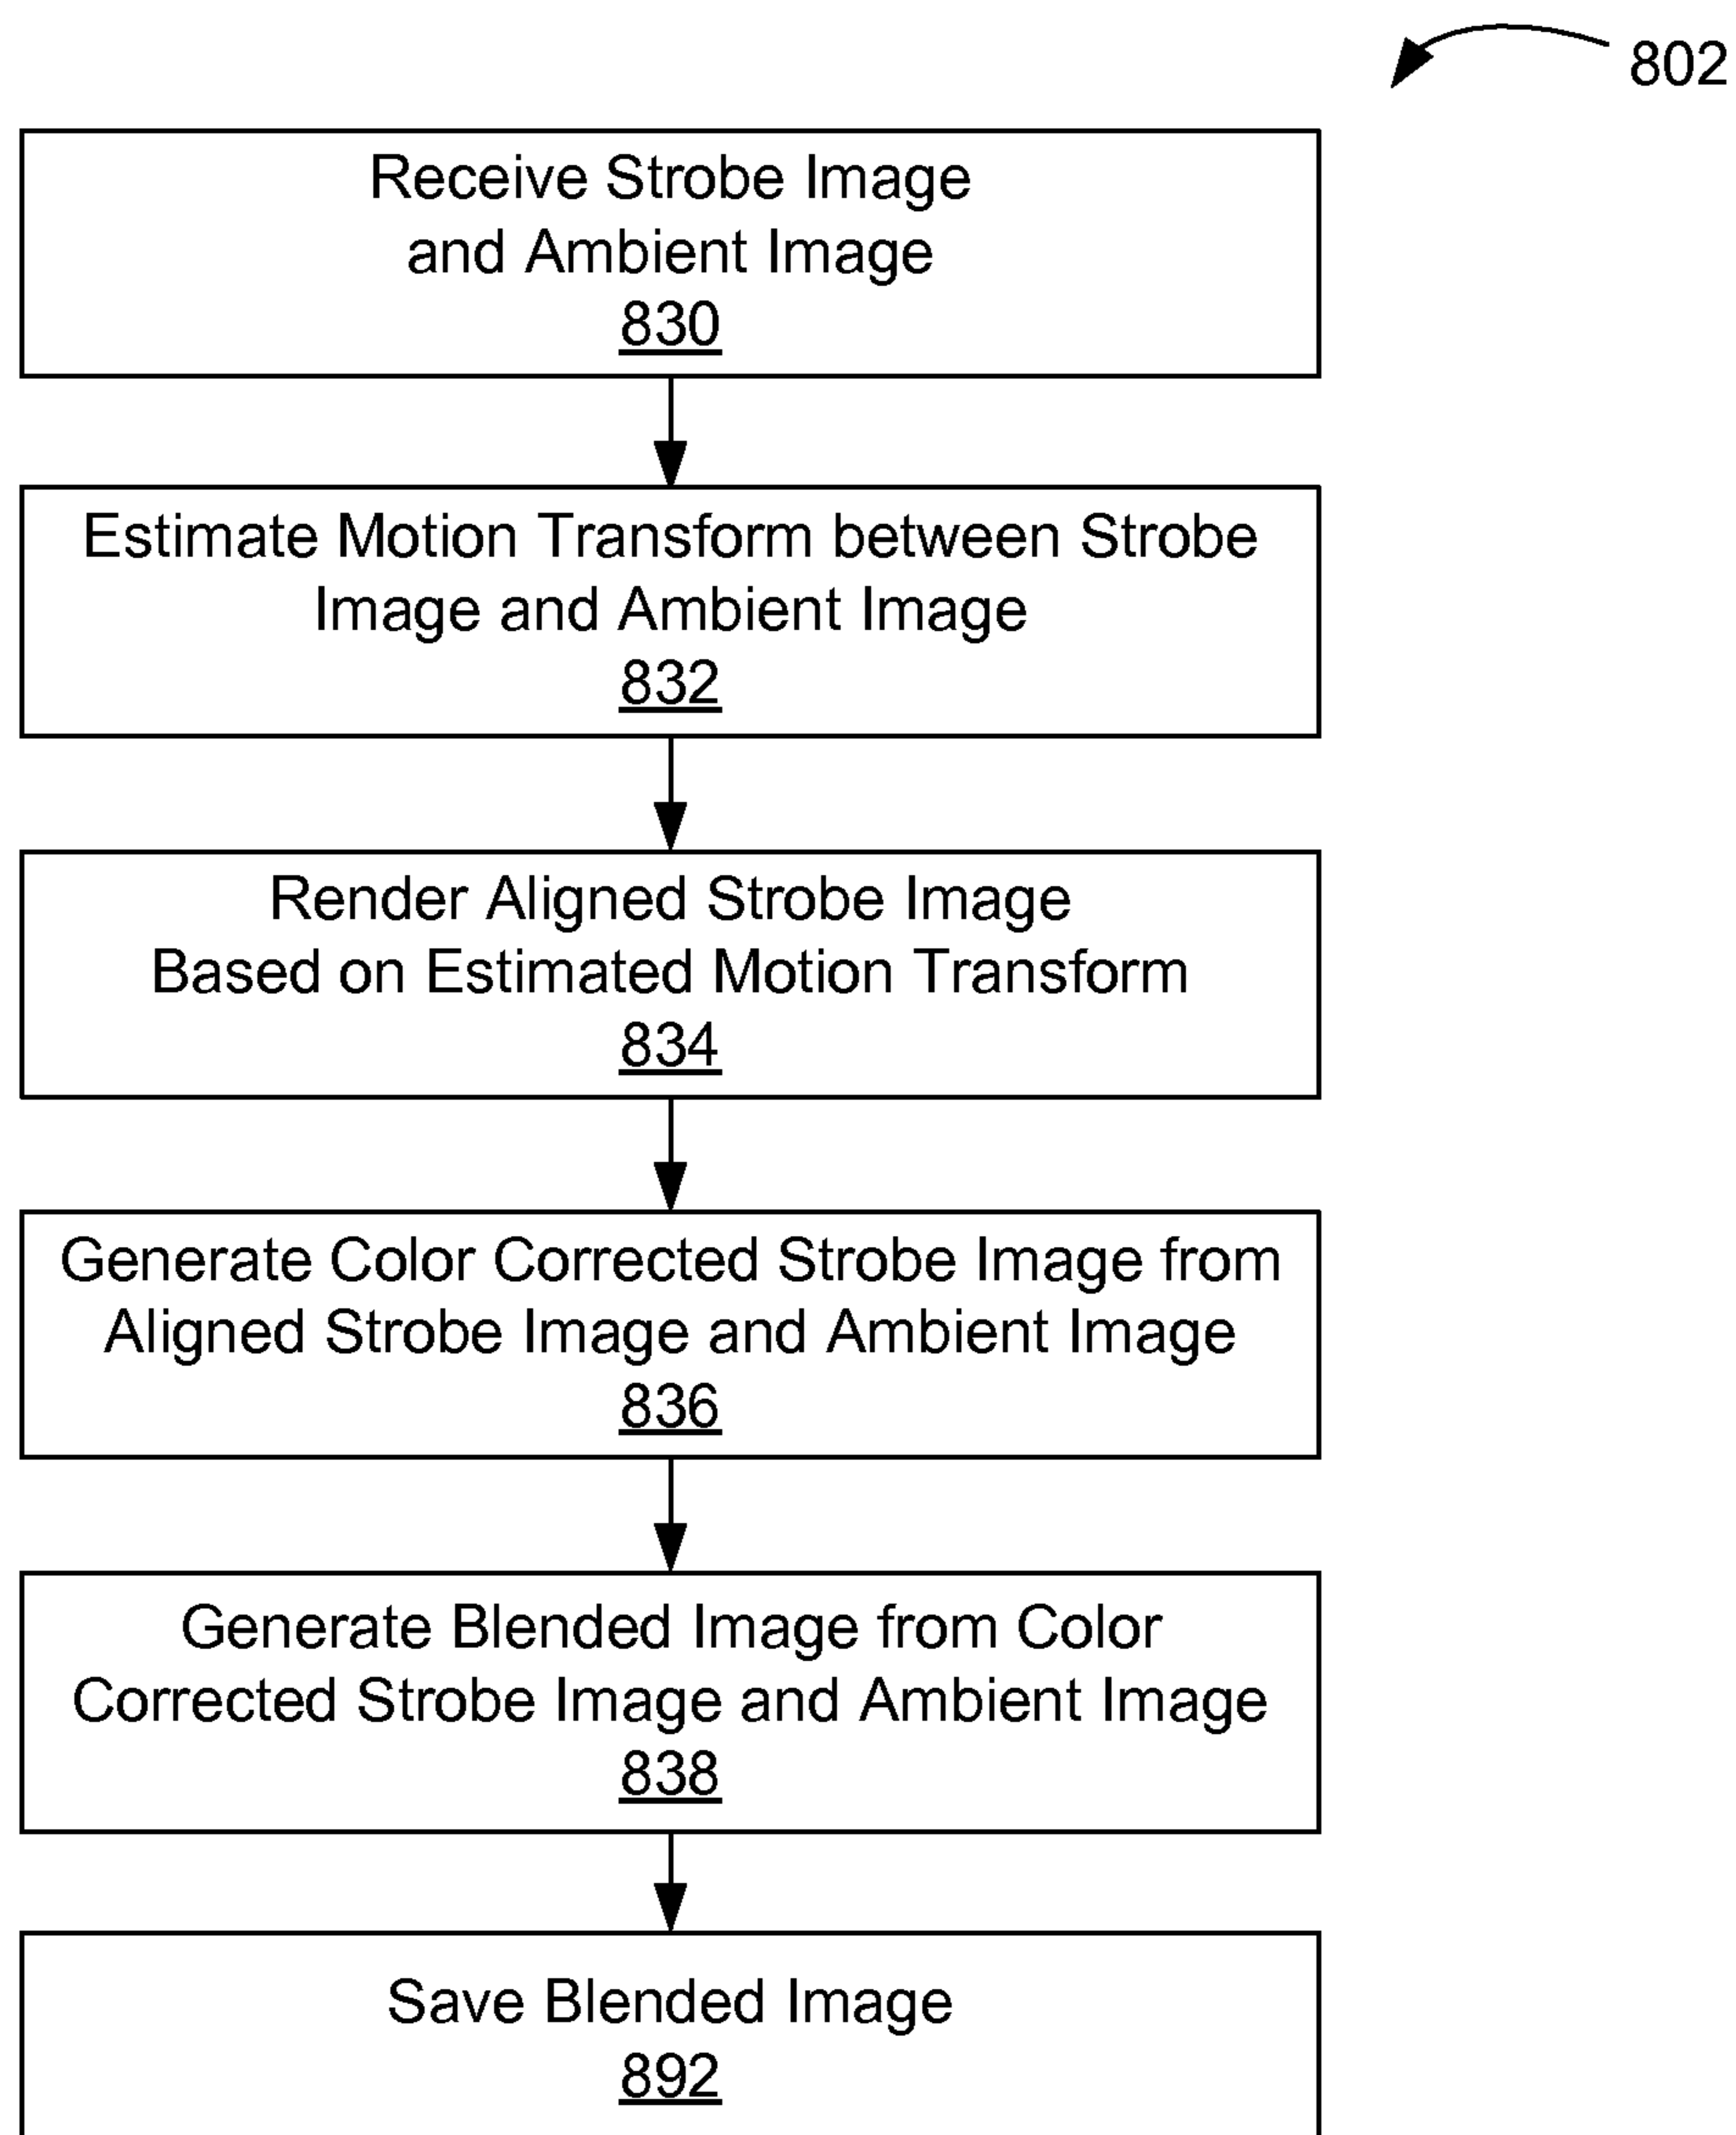 802
Receive Strobe Image
and Ambient Image
830
Estimate Motion Transform between Strobe
Image and Ambient Image
832
Render Aligned Strobe Image
Based on Estimated Motion Transform
834
Generate Color Corrected Strobe Image from
Aligned Strobe Image and Ambient Image
836
Generate Blended Image from Color
Corrected Strobe Image and Ambient Image
838
Save Blended Image
892